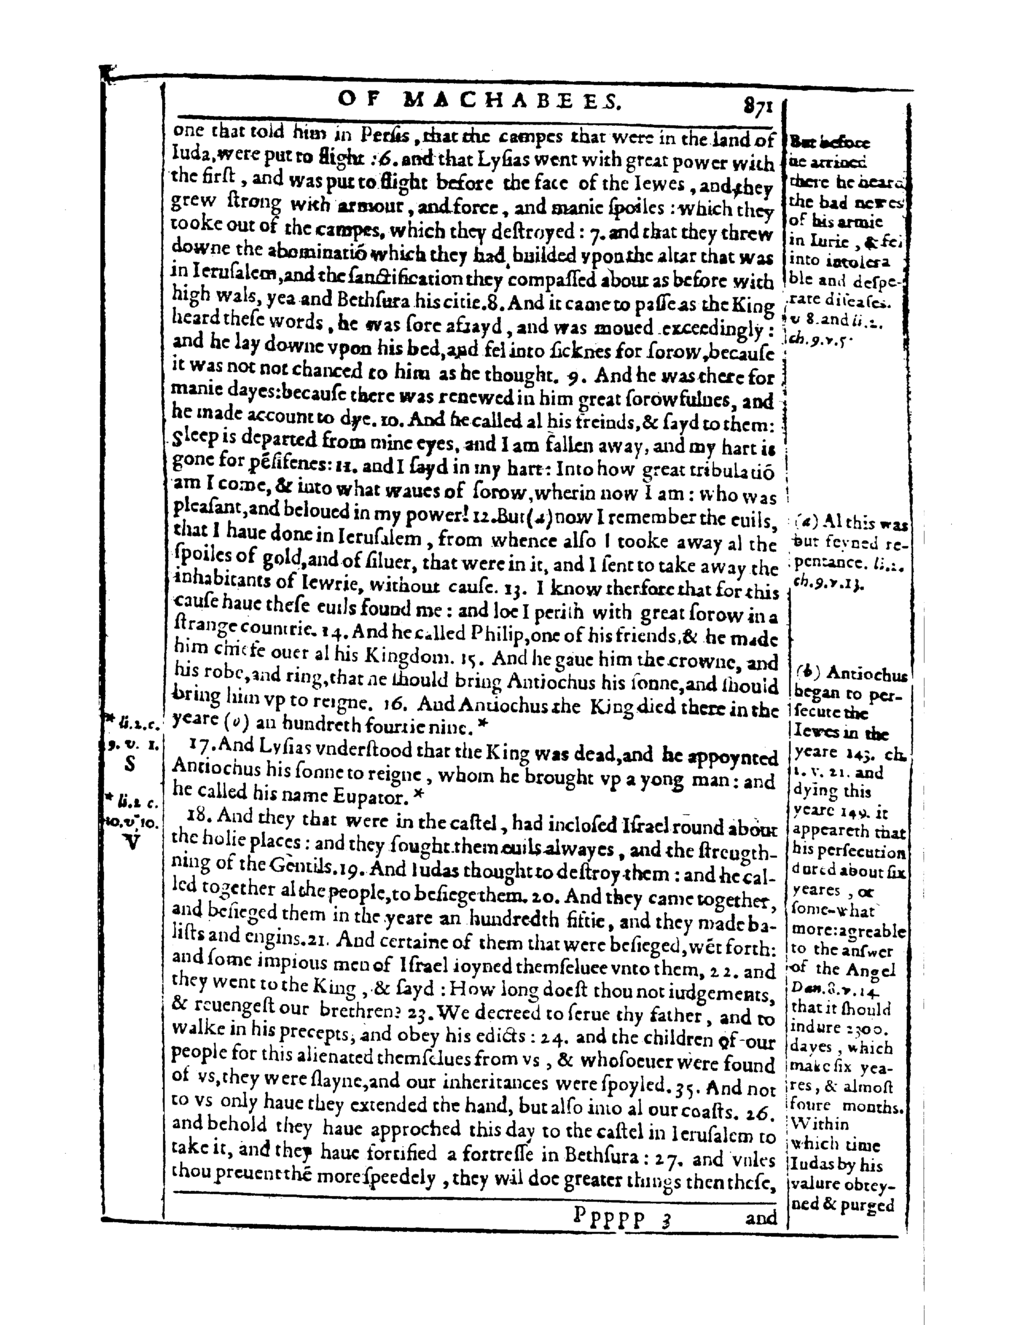 OF MACHABEES. 871
one that told him in Persis, that the campes that were in the land of
Iuda, were put to flight: 6. and that Lysias went with great power with
the first, and was put to flight before the face of the Iewes, and they
grew strong with armour, and force, and manie spoiles: which they
tooke out of the campes, which they destroyed: 7. and that they threw
downe the abominatiõ which they had builded vpon the altar that was
in Ierusalem, and the sanctification they compassed about as before with
high wals, yea and Bethsura his citie. 8. And it came to passe as the King
heard these words, he was sore afrayd, and was moued exceedingly:
and he lay downe vpon his bed, and fel into sicknes for sorow, because
it was not not chanced to him as he thought. 9. And he was there for
manie dayes: because there was renewed in him great sorowfulnes, and
he made account to dye. 10. And he called al his freinds, & sayd to them:
Sleep is departed from mine eyes, and I am fallen away, and my hart is
gone for pẽsifenes: 11. and I sayd in my hart: Into how great tribulatiõ
am I come, & into what waues of sorow, wherin now I am: who was
pleasant, and beloued in my power! 12. But (a) now I remember the euils,
that I haue done in Ierusalem, from whence also I tooke away al the
spoiles of gold, and of siluer, that were in it, and I sent to take away the
inhabitants of Iewrie, without cause. 13. I know therfore that for this
cause haue these euils found me: and loe I perish with great sorow in a
strange countrie. 14. And he called Philip, one of his friends, & he made
him chiefe ouer al his Kingdom. 15. And he gaue him the crowne, and
his robe, and ring, that he should bring Antiochus his sonne, and should
bring him vp to reigne. 16. And Antiochus the King died there in the
yeare (b) an hundreth fourtie nine. *
17. And Lysias vnderstood that the King was dead, and he appoynted
Antiochus his sonne to reigne, whom he brought vp a yong man: and
he called his name Eupator. *
18. And they that were in the castel, had inclosed Israel round about
the holie places: and they sought them euils alwayes, and the strength-
ning of the Gentils. 19. And Iudas thought to destroy them: and he cal-
led together al the people, to besiege them. 20. And they came together,
and besieged them in the yeare an hundredth fiftie, and they made ba-
lists and engins. 21. And certaine of them that were besieged, wẽt forth:
and some impious men of Israel ioyned themseluee vnto them, 22. and
they went to the King, & sayd: How long doest thou not iudgements,
& reuengest our brethren? 23. We decreed to serue thy father, and to
walke in his precepts, and obey his edicts: 24. and the children of our
people for this alienated themselues from vs, & whosoeuer were found
of vs, they were slayne, and our inheritances were spoyled. 35. And not
to vs only haue they extended the hand, but also into al our coasts. 26.
and behold they haue approched this day to the castel in Ierusalem to
take it, and they haue fortified a fortresse in Bethsura: 27. and vnles
thou preuent thẽ more speedely, they wil doe greater things then these,
PPPPP 3 and
But before
he arriued
there he heard
the bad newes
of his armie
in Iurie, & fel
into intolera
ble and despe-
rate diseases.
v 8. and li. 2.
ch. 9. v. 5.
(a) Al this was
but feyned re-
pentance. li. 2.
ch. 9. v. 13.
(b) Antiochus
began to per-
secute the
Iewes in the
yeare 143. ch.
1. v. 21. and
dying this
yeare 149. it
appeareth that
his persecution
dured about six
yeares, or
some-what
more: agreable
to the answer
of the Angel
Dan. 8. v. 14.
that it should
indure 2300.
dayes, which
make six yea-
res, & almost
foure months.
Within
which time
Iudas by his
valure obtey-
ned & purged
* li. 2. c.
9. v. 1.
S
* li. 2 c.
10. v. 10.
V